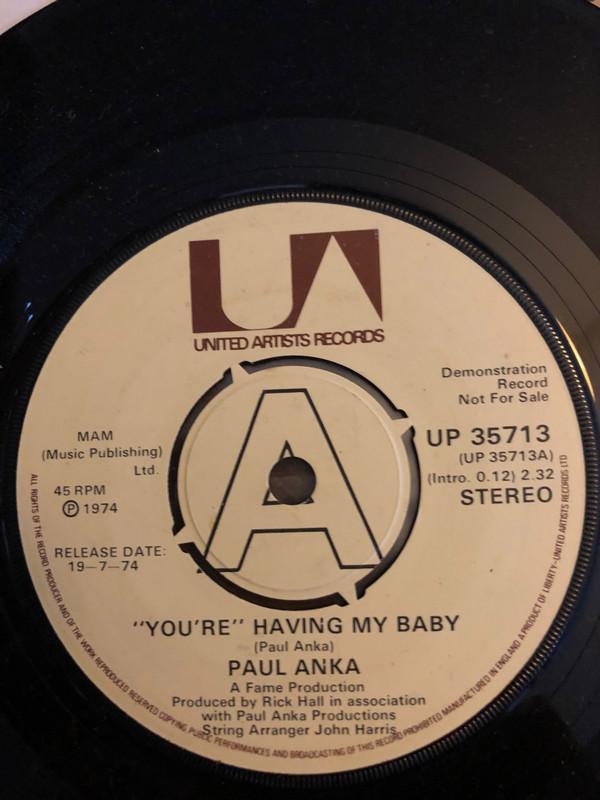 UA
UNITED ARTISTS RECORDS
Demonstration
Record
Not For Sale
MAM
(Music Publishing)
Ltd.
45 RPM
Ⓟ 1974
RELEASE DATE:
19-7-74
A
UP 35713
(UP 35713A)
(Intro. 0.12) 2.32
STEREO
"YOU'RE" HAVING MY BABY
(Paul Anka)
PAUL ANKA
A Fame Production
Produced by Rick Hall in association
with Paul Anka Productions
String Arranger John Harris
ALL RIGHTS OF THE RECORD PRODUCER AND OF THE WORK REPRODUCED RESERVED COPYING PUBLIC PERFORMANCES AND BROADCASTING OF THIS RECORD PROHIBITED MANUFACTURED IN ENGLAND A PRODUCT OF LIBERTY-UNITED ARTISTS RECORDS LTD